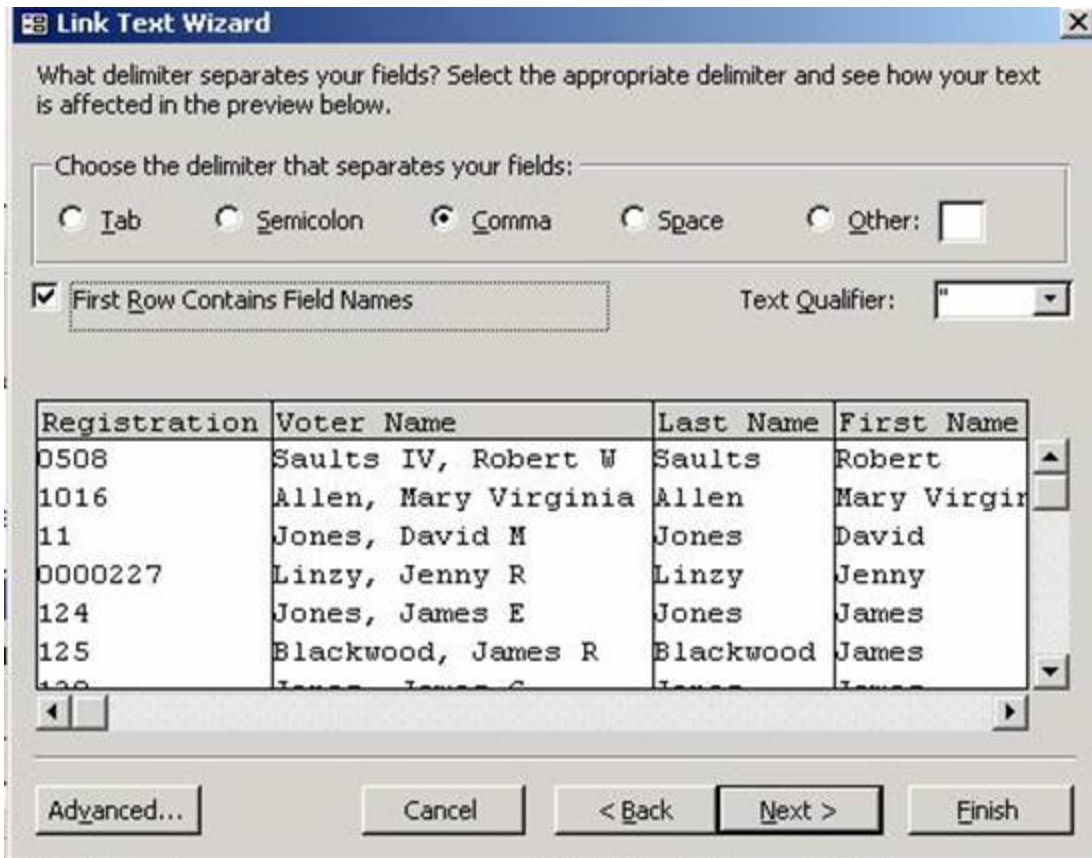 Link Text Wizard
What delimiter separates your fields? Select the appropriate delimiter and see how your text
is affected in the preview below.
Choose the delimiter that separates your fields:
Tab Semicolon Comma Space Other:
First Row Contains Field Names Text Qualifier: "
Registration Voter Name Last Name First Name
0508 Saults IV, Robert W Saults Robert
1016 Allen, Mary Virginia Allen Mary Virgin
11 Jones, David M Jones David
0000227 Linzy, Jenny R Linzy Jenny
124 Jones, James E Jones James
125 Blackwood, James R Blackwood James
Advanced... Cancel < Back Next > Finish